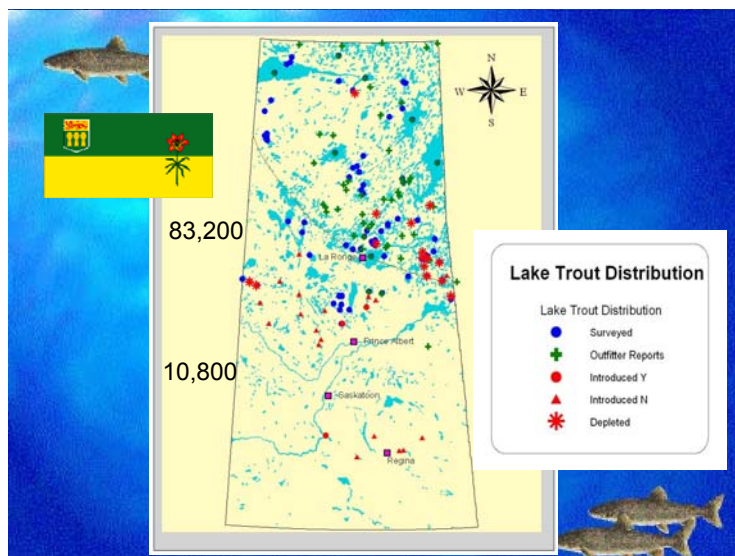 N
W E
S
83,200
La Ronge
Prince Albert
10,800
Saskatoon
Regina
Lake Trout Distribution
Lake Trout Distribution
Surveyed
Outfitter Reports
Introduced Y
Introduced N
Depleted